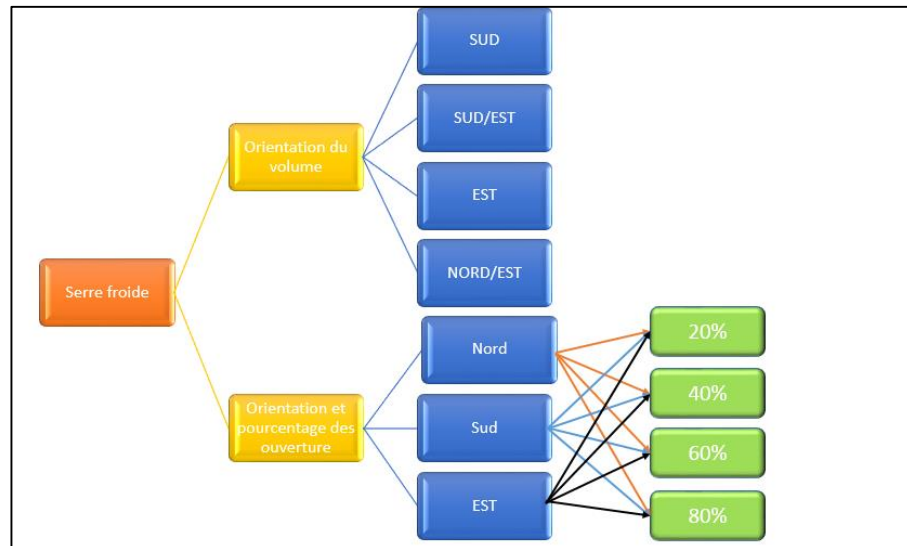 SUD
SUD/EST
Orientation du
volume
EST
NORD/EST
Serre froide
Nord
20%
40%
Orientation et
pourcentage des
ouverture
Sud
60%
EST
80%